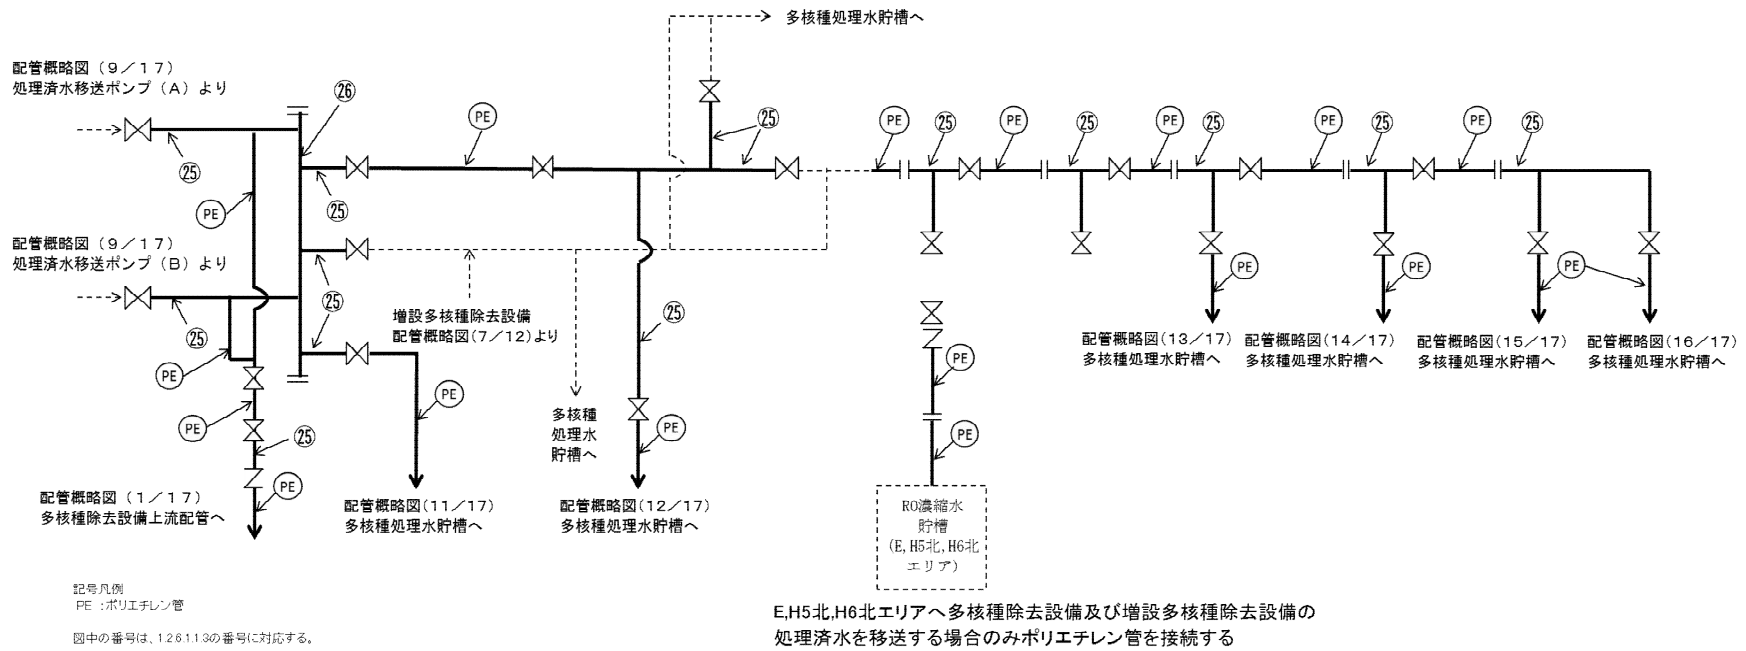 多核種処理水貯槽へ
配管概略図（９／１７）
処理済水移送ポンプ（Ａ）より
㉖
PE
㉕
㉕
PE
㉕
PE
㉕
PE
㉕
PE
㉕
PE
㉕
㉕
PE
㉕
配管概略図（９／１７）
処理済水移送ポンプ（Ｂ）より
PE
PE
PE
㉕
㉕
㉕
増設多核種除去設備
配管概略図(７／１２)より
配管概略図(１３／１７)
多核種処理水貯槽へ
配管概略図(１４／１７)
多核種処理水貯槽へ
配管概略図(１５／１７)
多核種処理水貯槽へ
配管概略図(１６／１７)
多核種処理水貯槽へ
PE
PE
PE
PE
㉕
多核種
処理水
貯槽へ
PE
PE
PE
配管概略図（１／１７）
多核種除去設備上流配管へ
配管概略図(１１／１７)
多核種処理水貯槽へ
配管概略図(１２／１７)
多核種処理水貯槽へ
RO濃縮水
貯槽
(E,H5北,H6北
エリア)
記号凡例
PE ：ポリエチレン管
図中の番号は、1.2.6.1.1.3の番号に対応する。
E,H5北,H6北エリアへ多核種除去設備及び増設多核種除去設備の
処理済水を移送する場合のみポリエチレン管を接続する